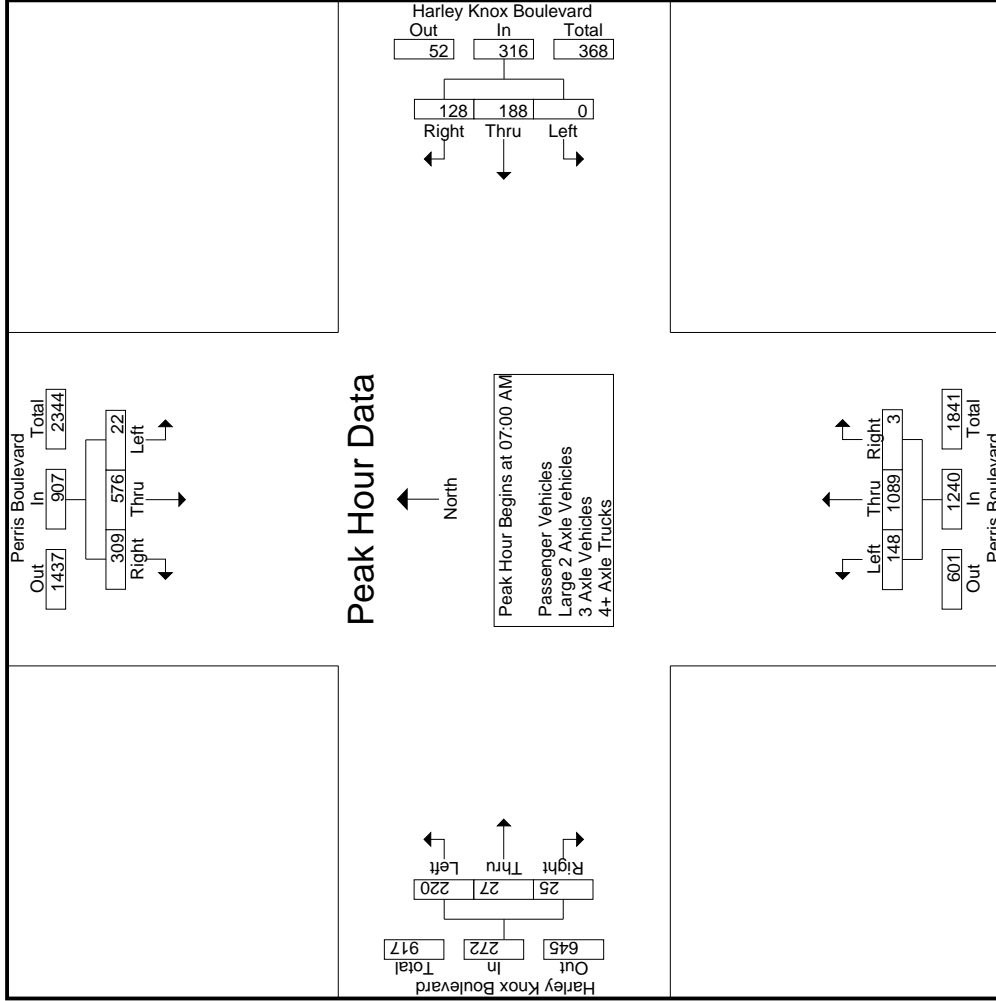 Harley Knox Boulevard
Out In Total
52 316 368
128 188 0
Right Thru Left
Perris Boulevard
Out In Total
1437 907 2344
309 576 22
Right Thru Left
Peak Hour Data
North
Peak Hour Begins at 07:00 AM
Passenger Vehicles
Large 2 Axle Vehicles
3 Axle Vehicles
4+ Axle Trucks
Left Thru Right
148 1089 3
601 1240 1841
Out In Total
Perris Boulevard
Left Thru Right
220 27 25
Total In Out
917 272 645
Harley Knox Boulevard